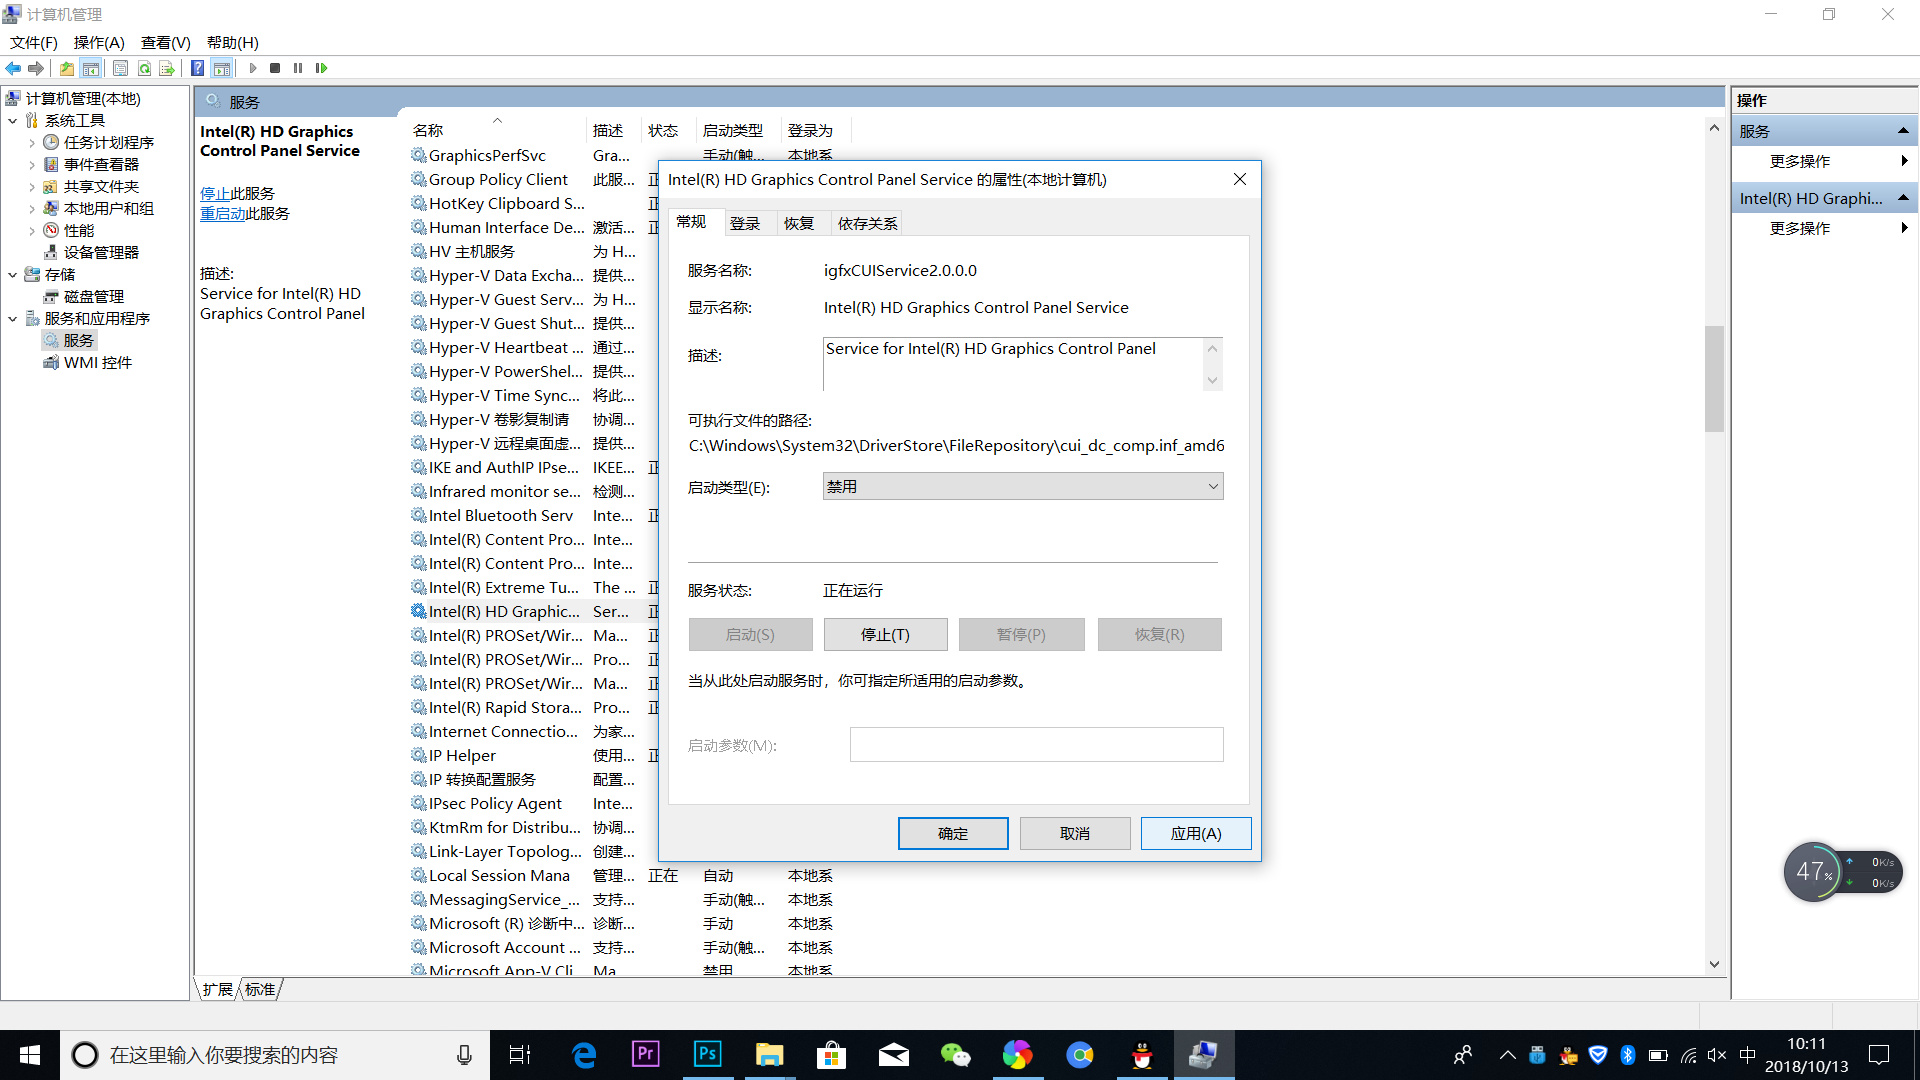 计算机管理
文件(F) 操作(A) 查看(V) 帮助(H)
计算机管理(本地)
系统工具
任务计划程序
事件查看器
共享文件夹
本地用户和组
性能
设备管理器
存储
磁盘管理
服务和应用程序
服务
WMI 控件
服务
Intel(R) HD Graphics
Control Panel Service
停止此服务
重启动此服务
描述:
Service for Intel(R) HD
Graphics Control Panel
名称 描述 状态 启动类型 登录为
GraphicsPerfSvc Gra... 手动(触... 本地系
Group Policy Client 此服...
HotKey Clipboard S...
Human Interface De... 激活...
HV 主机服务 为 H...
Hyper-V Data Excha... 提供...
Hyper-V Guest Serv... 为 H...
Hyper-V Guest Shut... 提供...
Hyper-V Heartbeat ... 通过...
Hyper-V PowerShel... 提供...
Hyper-V Time Sync... 将此...
Hyper-V 卷影复制请 协调...
Hyper-V 远程桌面虚... 提供...
IKE and AuthIP IPse... IKEE...
Infrared monitor se... 检测...
Intel Bluetooth Serv Inte...
Intel(R) Content Pro... Inte...
Intel(R) Content Pro... Inte...
Intel(R) Extreme Tu... The ...
Intel(R) HD Graphic... Ser...
Intel(R) PROSet/Wir... Ma...
Intel(R) PROSet/Wir... Pro...
Intel(R) PROSet/Wir... Ma...
Intel(R) Rapid Stora... Pro...
Internet Connectio... 为家...
IP Helper 使用...
IP 转换配置服务 配置...
IPsec Policy Agent Inte...
KtmRm for Distribu... 协调...
Link-Layer Topolog... 创建...
Local Session Mana 管理... 正在 自动 本地系
MessagingService_... 支持... 手动(触... 本地系
Microsoft (R) 诊断中... 诊断... 手动 本地系
Microsoft Account ... 支持... 手动(触... 本地系
Microsoft App-V Cli Ma 禁用 本地系
扩展 标准
Intel(R) HD Graphics Control Panel Service 的属性(本地计算机)
常规 登录 恢复 依存关系
服务名称: igfxCUIService2.0.0.0
显示名称: Intel(R) HD Graphics Control Panel Service
描述: Service for Intel(R) HD Graphics Control Panel
可执行文件的路径:
C:\Windows\System32\DriverStore\FileRepository\cui_dc_comp.inf_amd6
启动类型(E): 禁用
服务状态: 正在运行
启动(S) 停止(T) 暂停(P) 恢复(R)
当从此处启动服务时，你可指定所适用的启动参数。
启动参数(M):
确定 取消 应用(A)
操作
服务
更多操作
Intel(R) HD Graphi...
更多操作
47%
0K/s
0K/s
在这里输入你要搜索的内容
Pr
Ps
中
10:11
2018/10/13